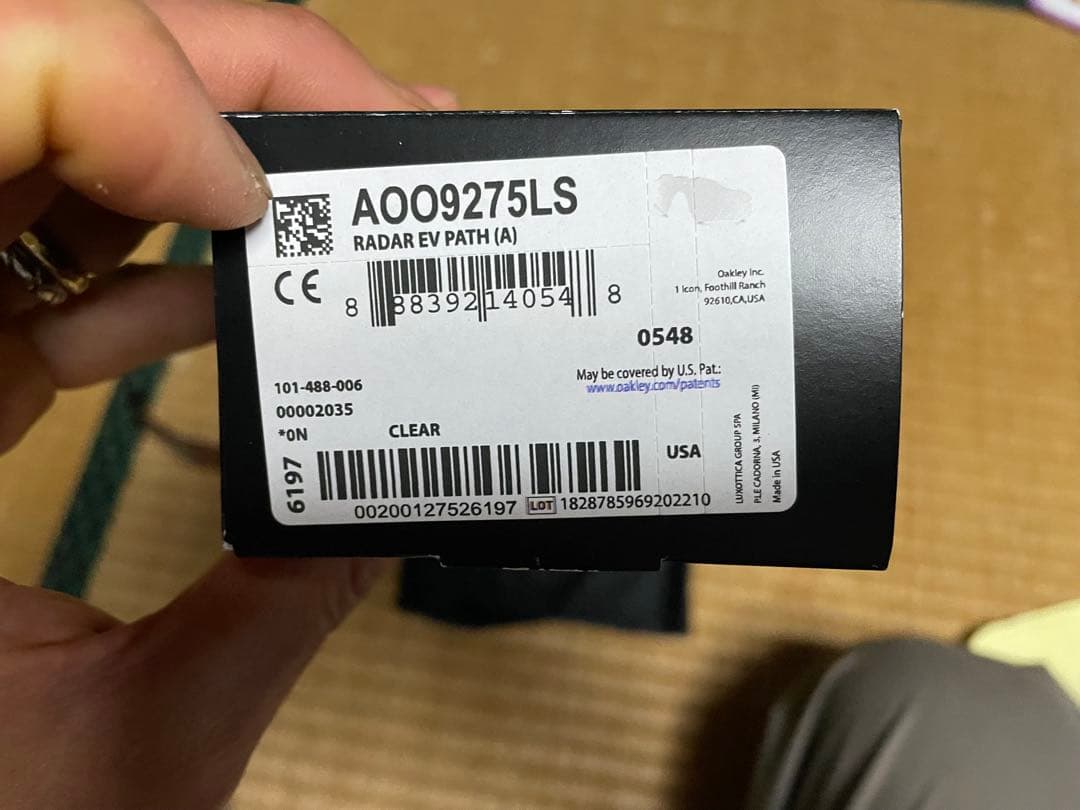 AOO9275LS
RADAR EV PATH (A)
CE
8 88392 14054 8
Oakley Inc.
1 Icon, Foothill Ranch
92610,CA,USA
0548
May be covered by U.S. Pat.:
www.oakley.com/patents
101-488-006
00002035
*0N
CLEAR
6197
USA
00200127526197 LOT 1828785969202210
LUXOTTICA GROUP SPA
PLE CADORNA, 3, MILANO (MI)
Made in USA